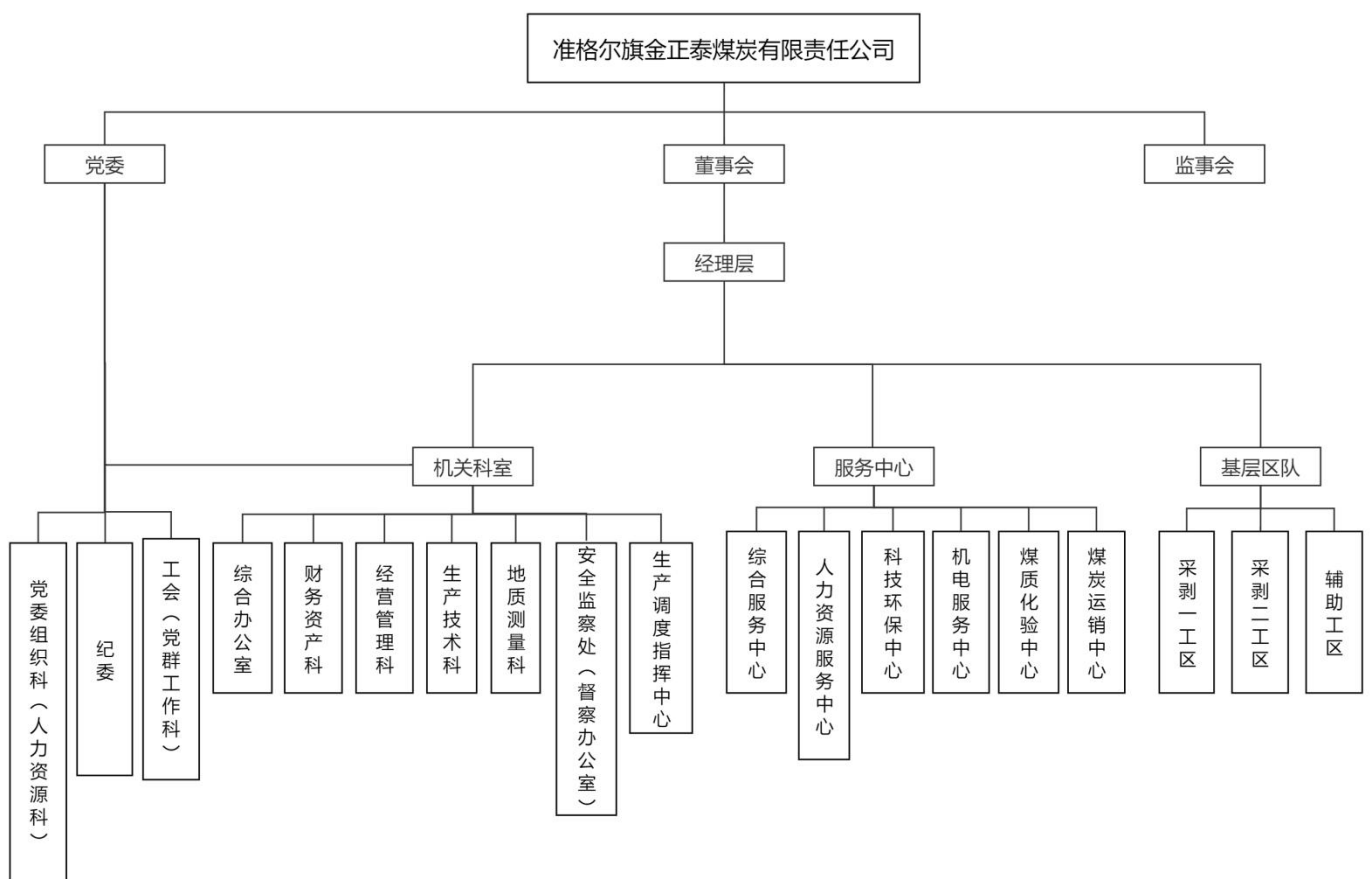 准格尔旗金正泰煤炭有限责任公司
党委
董事会
监事会
经理层
机关科室
服务中心
基层区队
党委组织科（人力资源科）
纪委
工会（党群工作科）
综合办公室
财务资产科
经营管理科
生产技术科
地质测量科
安全监察处（督察办公室）
生产调度指挥中心
综合服务中心
人力资源服务中心
科技环保中心
机电服务中心
煤质化验中心
煤炭运销中心
采剥一工区
采剥二工区
辅助工区